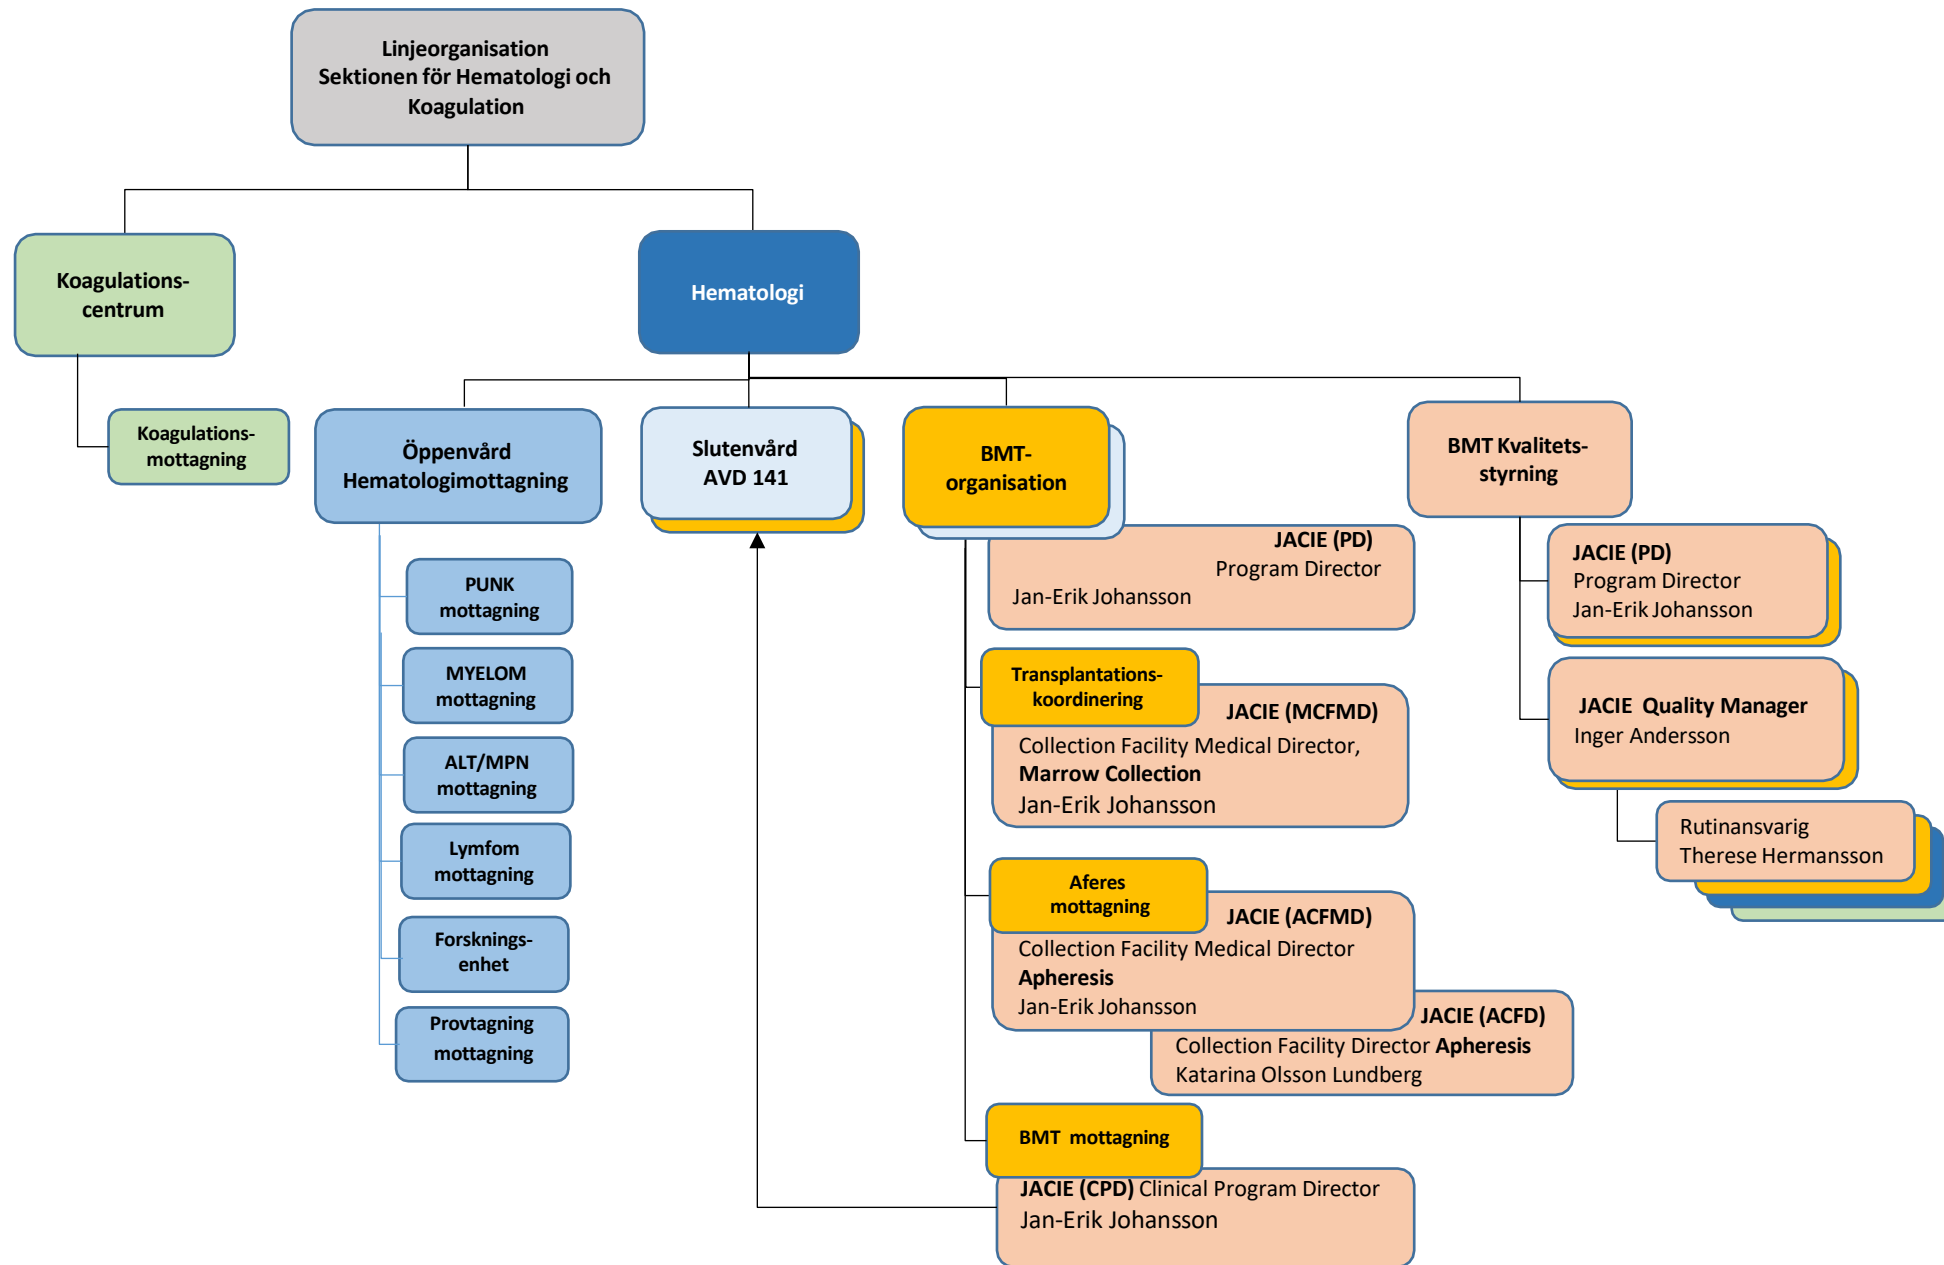 Linjeorganisation
Sektionen för Hematologi och
Koagulation
Koagulations-
centrum
Hematologi
Koagulations-
mottagning
Öppenvård
Hematologimottagning
Slutenvård
AVD 141
BMT-
organisation
BMT Kvalitets-
styrning
PUNK
mottagning
MYELOM
mottagning
ALT/MPN
mottagning
Lymfom
mottagning
Forsknings-
enhet
Provtagning
mottagning
JACIE (PD)
Program Director
Jan-Erik Johansson
Transplantations-
koordinering
JACIE (MCFMD)
Collection Facility Medical Director,
Marrow Collection
Jan-Erik Johansson
Aferes
mottagning
JACIE (ACFMD)
Collection Facility Medical Director
Apheresis
Jan-Erik Johansson
JACIE (ACFD)
Collection Facility Director Apheresis
Katarina Olsson Lundberg
BMT mottagning
JACIE (CPD) Clinical Program Director
Jan-Erik Johansson
JACIE (PD)
Program Director
Jan-Erik Johansson
JACIE Quality Manager
Inger Andersson
Rutinansvarig
Therese Hermansson